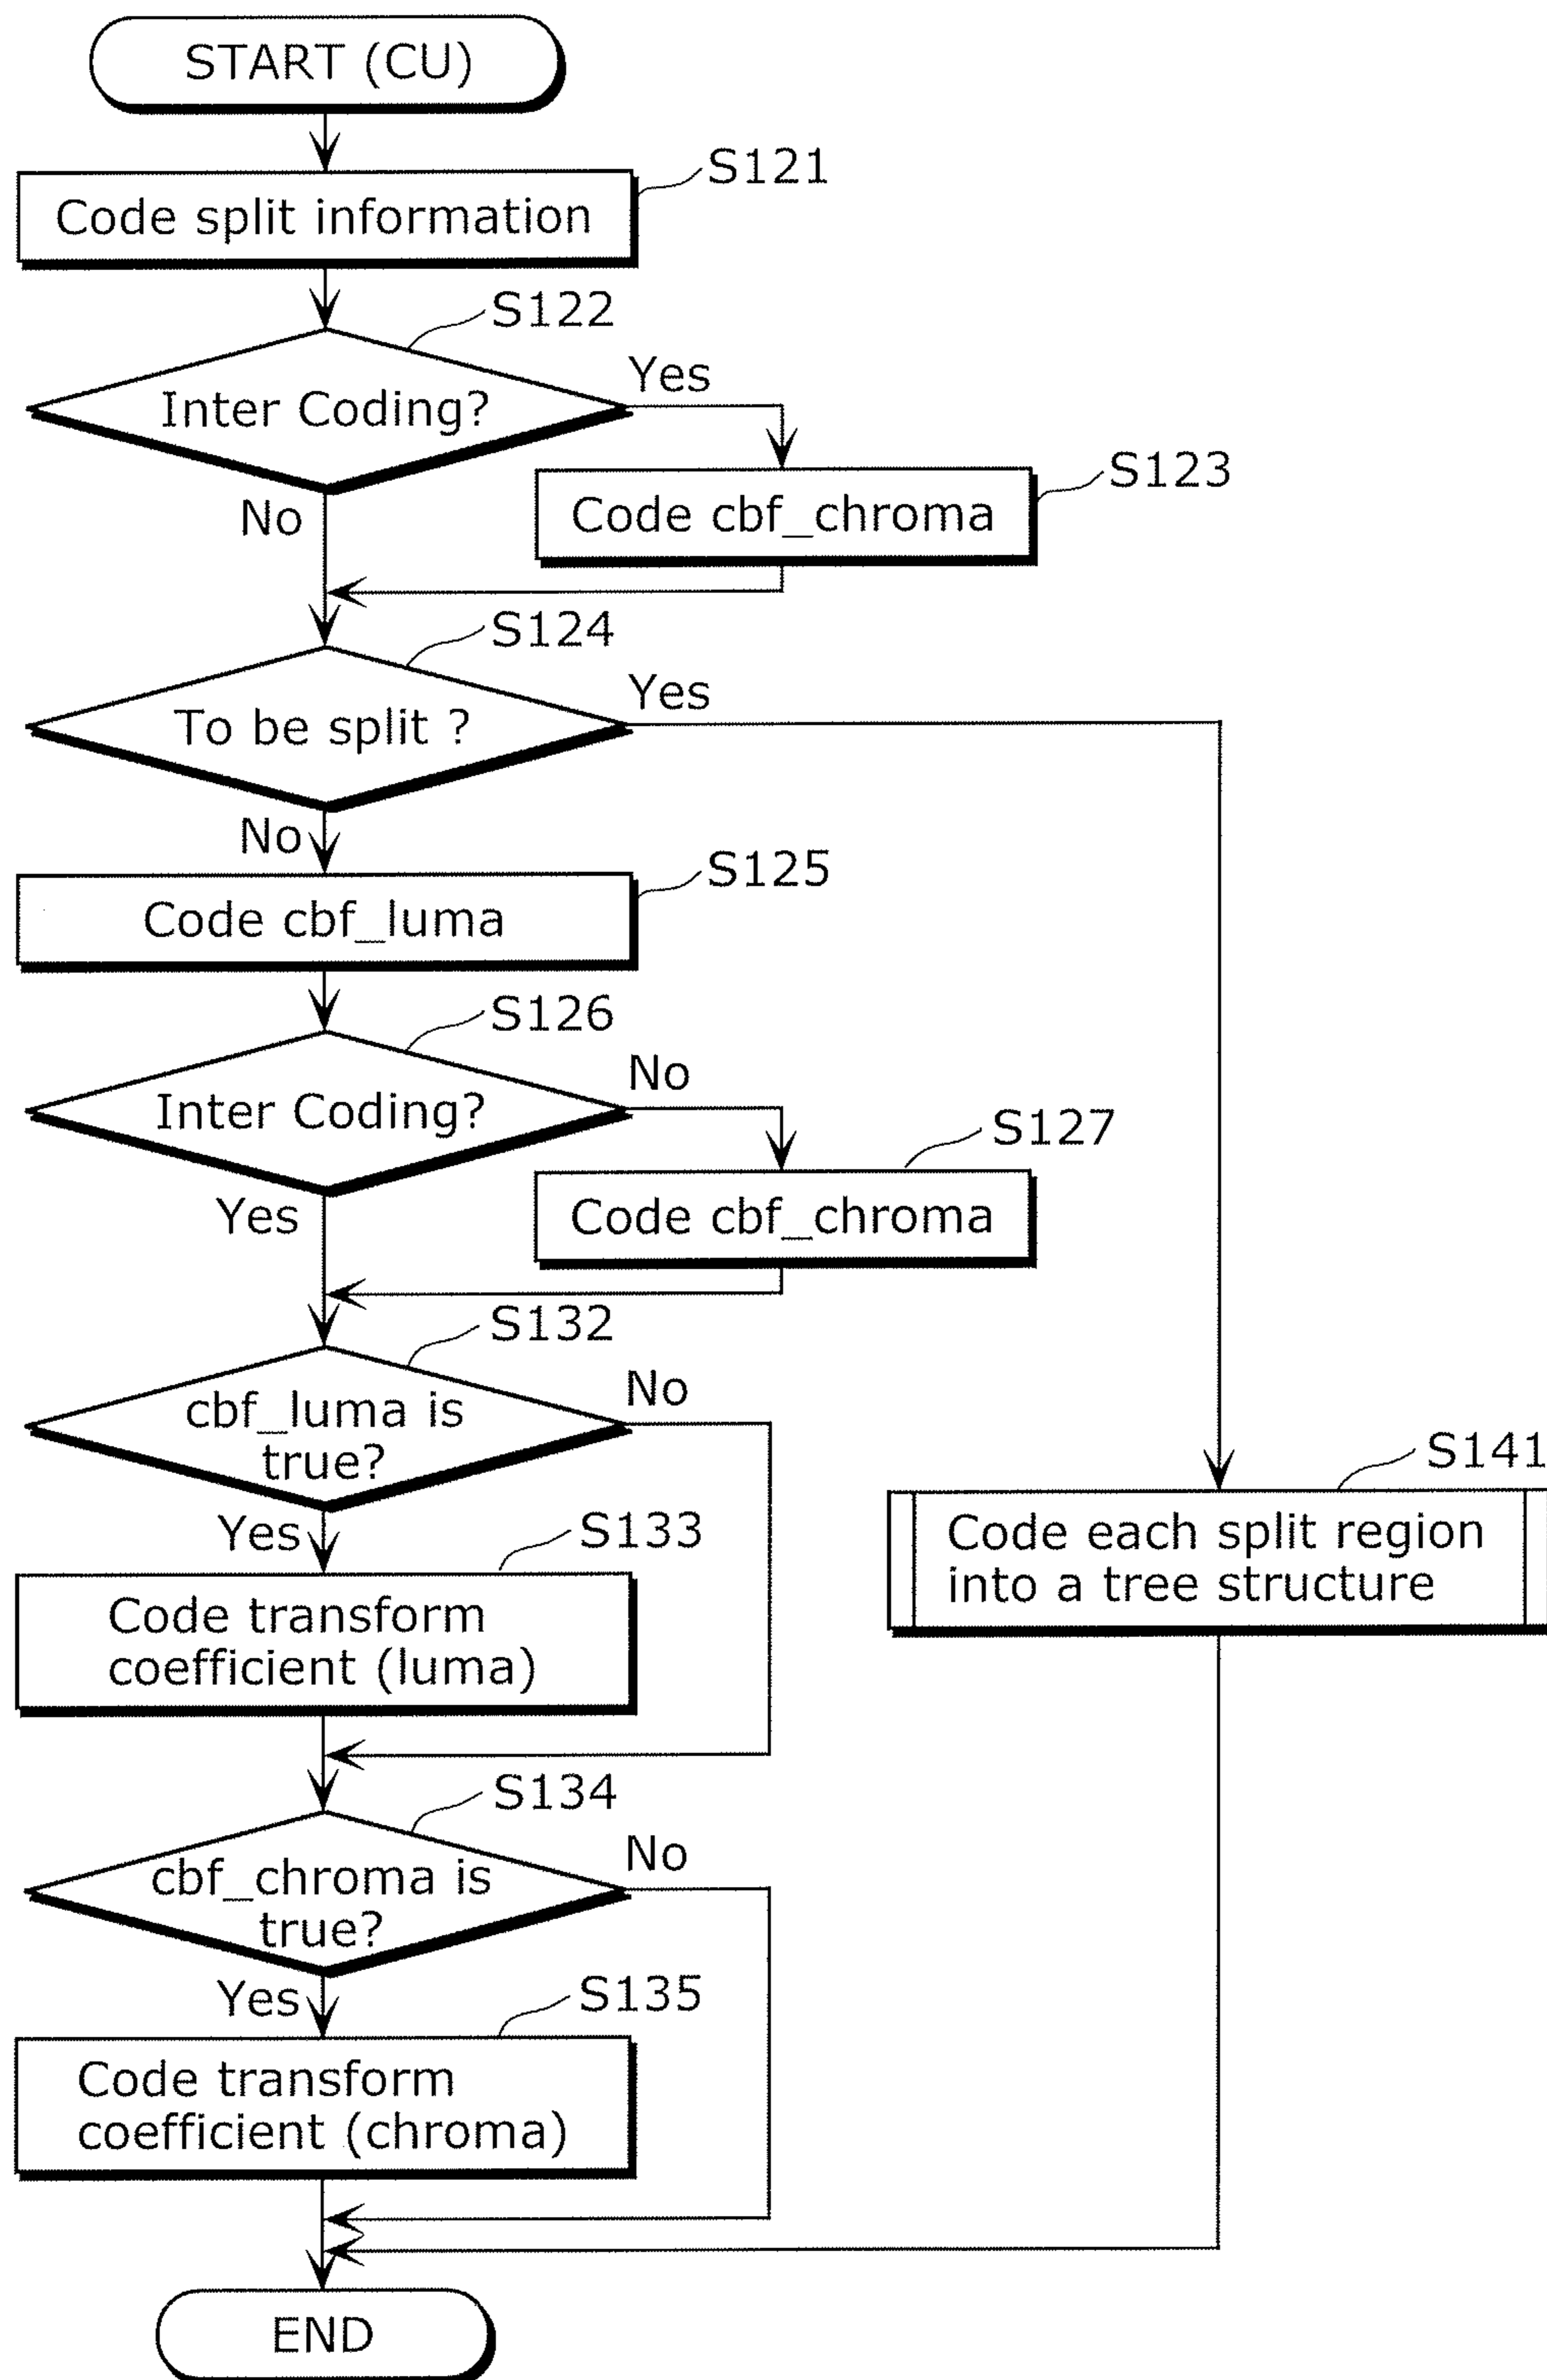 START (CU)
S121
Code split information
S122
Inter Coding?
Yes
No
S123
Code cbf_chroma
S124
To be split ?
Yes
No
S125
Code cbf_luma
S126
Inter Coding?
No
Yes
S127
Code cbf_chroma
S132
cbf_luma is
true?
No
Yes
S133
Code transform
coefficient (luma)
S141
Code each split region
into a tree structure
S134
cbf_chroma is
true?
No
Yes
S135
Code transform
coefficient (chroma)
END